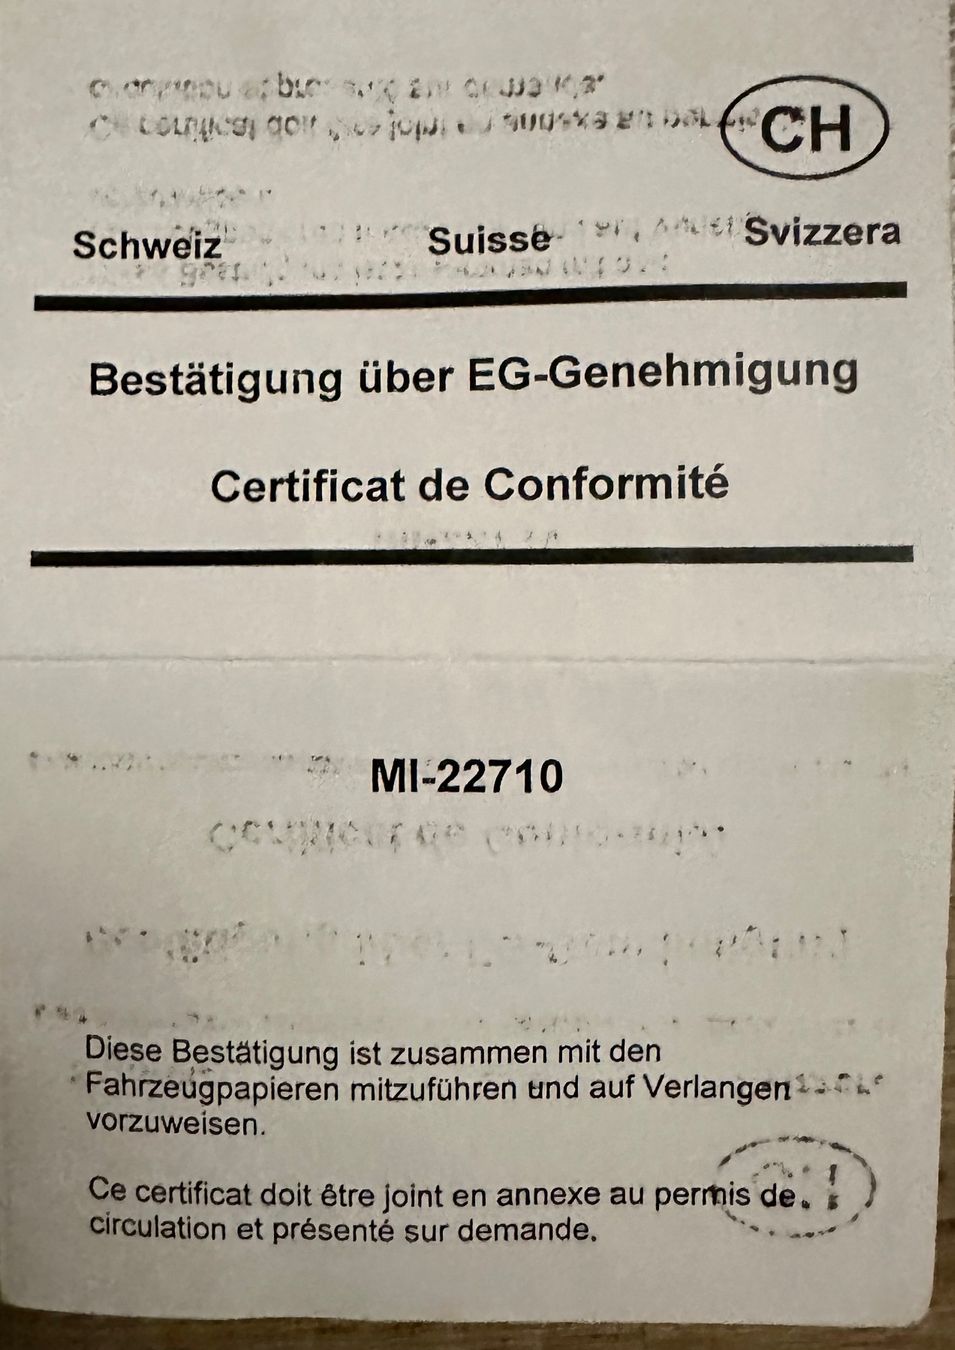 CH
Schweiz Suisse Svizzera
Bestätigung über EG-Genehmigung
Certificat de Conformité
MI-22710
Diese Bestätigung ist zusammen mit den
Fahrzeugpapieren mitzuführen und auf Verlangen
vorzuweisen.
Ce certificat doit être joint en annexe au permis de
circulation et présenté sur demande.